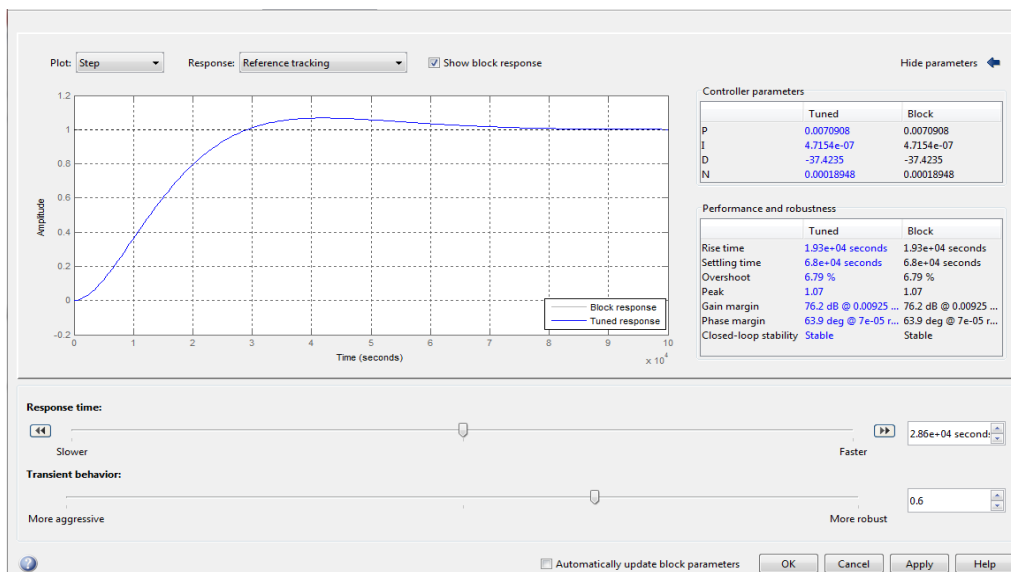 Plot: Step Response: Reference tracking Show block response Hide parameters
Controller parameters
Tuned Block
P 0.0070908 0.0070908
I 4.7154e-07 4.7154e-07
D -37.4235 -37.4235
N 0.00018948 0.00018948
Performance and robustness
Tuned Block
Rise time 1.93e+04 seconds 1.93e+04 seconds
Settling time 6.8e+04 seconds 6.8e+04 seconds
Overshoot 6.79 % 6.79 %
Peak 1.07 1.07
Gain margin 76.2 dB @ 0.00925 ... 76.2 dB @ 0.00925 ...
Phase margin 63.9 deg @ 7e-05 r... 63.9 deg @ 7e-05 r...
Closed-loop stability Stable Stable
1.2
1
0.8
0.6
0.4
0.2
0
-0.2
Amplitude
Block response
Tuned response
0 1 2 3 4 5 6 7 8 9 10
Time (seconds)
x 10^4
Response time:
2.86e+04 seconds
Slower Faster
Transient behavior:
0.6
More aggressive More robust
? Automatically update block parameters OK Cancel Apply Help